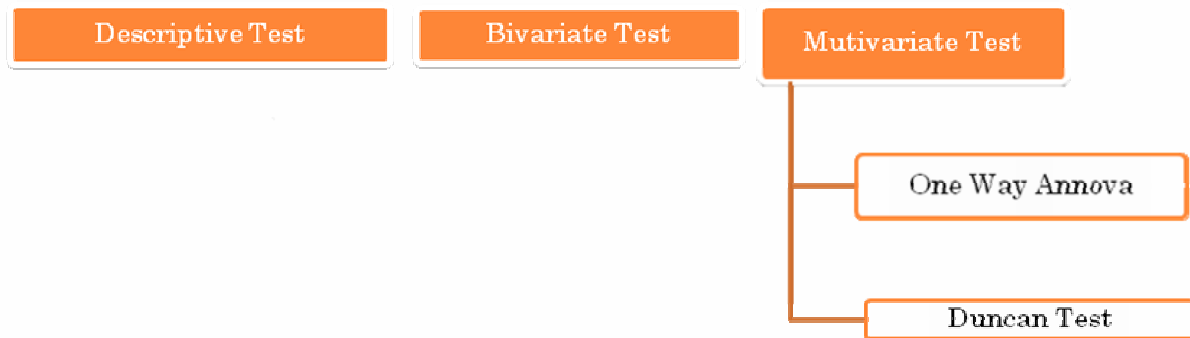 Descriptive Test
Bivariate Test
Mutivariate Test
One Way Annova
Duncan Test